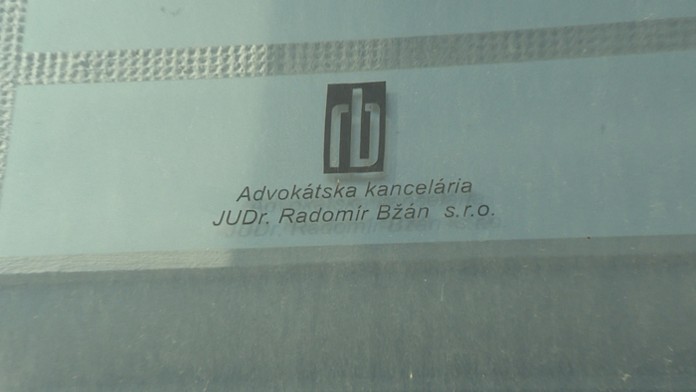 rb
Advokátska kancelária
JUDr. Radomír Bžán s.r.o.